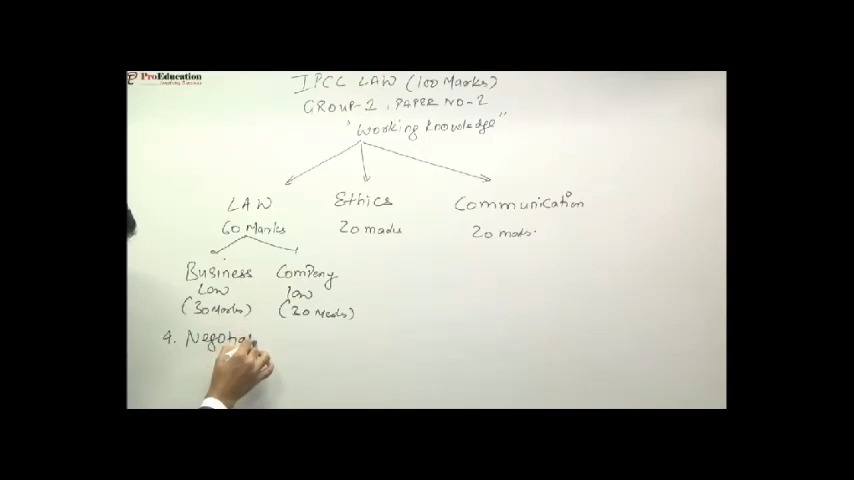 ProEducation
IPCC LAW (100 Marks)
GROUP-1, PAPER NO-2
"Working knowledge"
LAW Ethics Communication
60 Marks 20 marks 20 marks.
Business Company
Law law
(30 Marks) (30 Marks)
4. Negotia